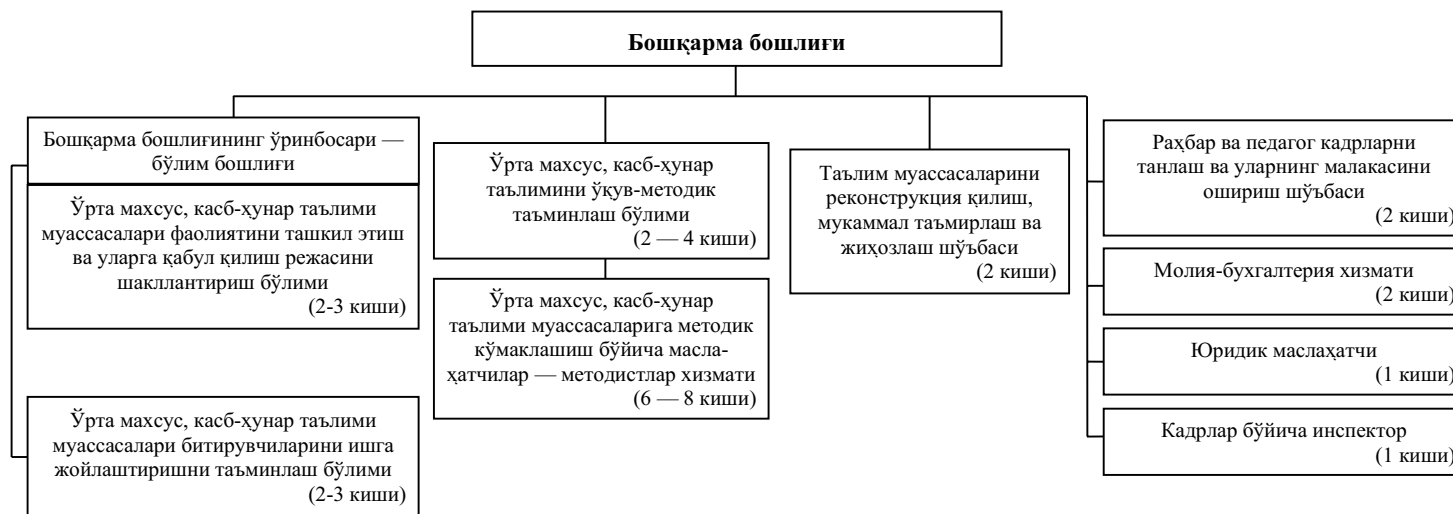 Бошқарма бошлиғи
Бошқарма бошлиғининг ўринбосари —
бўлим бошлиғи
Ўрта махсус, касб-ҳунар таълими
муассасалари фаолиятини ташкил этиш
ва уларга қабул қилиш режасини
шакллантириш бўлими
(2-3 киши)
Ўрта махсус, касб-ҳунар таълими
муассасалари битирувчиларини ишга
жойлаштиришни таъминлаш бўлими
(2-3 киши)
Ўрта махсус, касб-ҳунар
таълимини ўқув-методик
таъминлаш бўлими
(2 — 4 киши)
Ўрта махсус, касб-ҳунар
таълими муассасаларига методик
кўмаклашиш бўйича масла-
ҳатчилар — методистлар хизмати
(6 — 8 киши)
Таълим муассасаларини
реконструкция қилиш,
мукаммал таъмирлаш ва
жиҳозлаш шўъбаси
(2 киши)
Раҳбар ва педагог кадрларни
танлаш ва уларнинг малакасини
ошириш шўъбаси
(2 киши)
Молия-бухгалтерия хизмати
(2 киши)
Юридик маслаҳатчи
(1 киши)
Кадрлар бўйича инспектор
(1 киши)